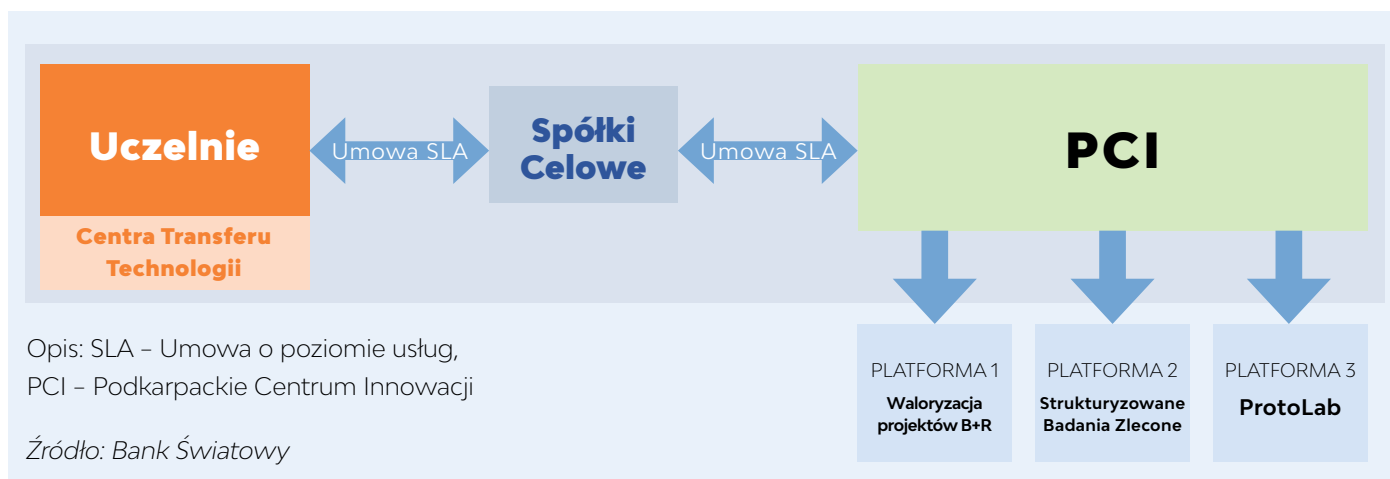 Uczelnie
Centra Transferu
Technologii
Umowa SLA
Spółki
Celowe
Umowa SLA
PCI
PLATFORMA 1
Waloryzacja
projektów B+R
PLATFORMA 2
Strukturyzowane
Badania Zlecone
PLATFORMA 3
ProtoLab
Opis: SLA – Umowa o poziomie usług,
PCI – Podkarpackie Centrum Innowacji
Źródło: Bank Światowy